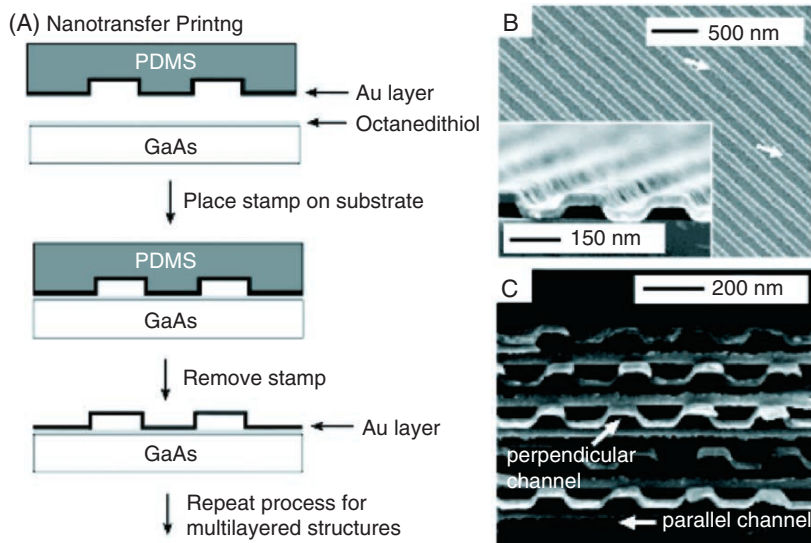 (A) Nanotransfer Printng
PDMS
Au layer
Octanedithiol
GaAs
Place stamp on substrate
PDMS
GaAs
Remove stamp
Au layer
GaAs
Repeat process for
multilayered structures
B
500 nm
150 nm
C
200 nm
perpendicular
channel
parallel channel